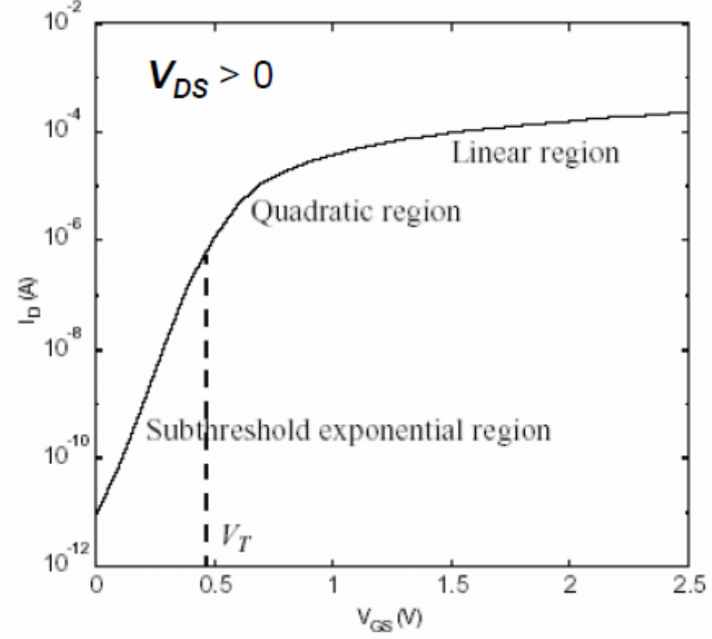 10⁻²
V_DS > 0
10⁻⁴
Linear region
Quadratic region
10⁻⁶
I_D (A)
10⁻⁸
Subthreshold exponential region
10⁻¹⁰
V_T
10⁻¹²
0 0.5 1 1.5 2 2.5
V_GS (V)